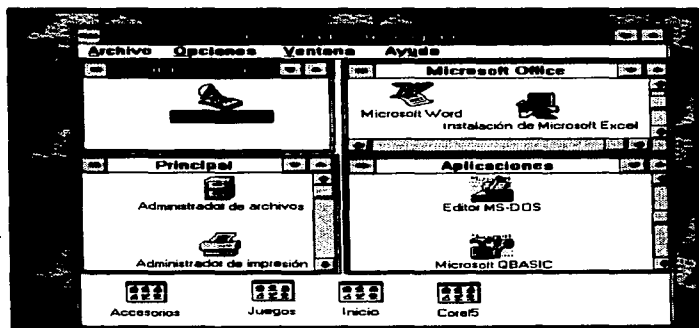 Archivo Opciones Ventana Ayuda
Microsoft Office
Microsoft Word
Instalación de Microsoft Excel
Principal
Administrador de archivos
Administrador de impresión
Aplicaciones
Editor MS-DOS
Microsoft QBASIC
Accesorios Juegos Inicio Corel5